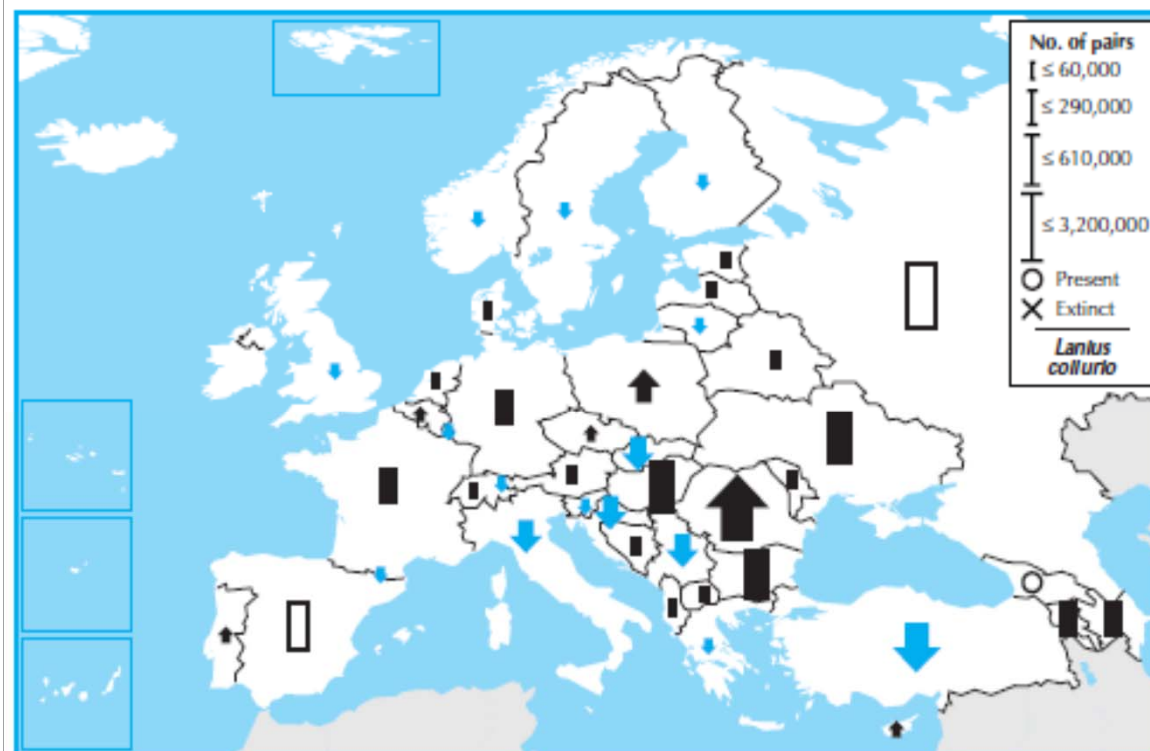 No. of pairs
≤ 60,000
≤ 290,000
≤ 610,000
≤ 3,200,000
Present
Extinct
Lanius
collurio